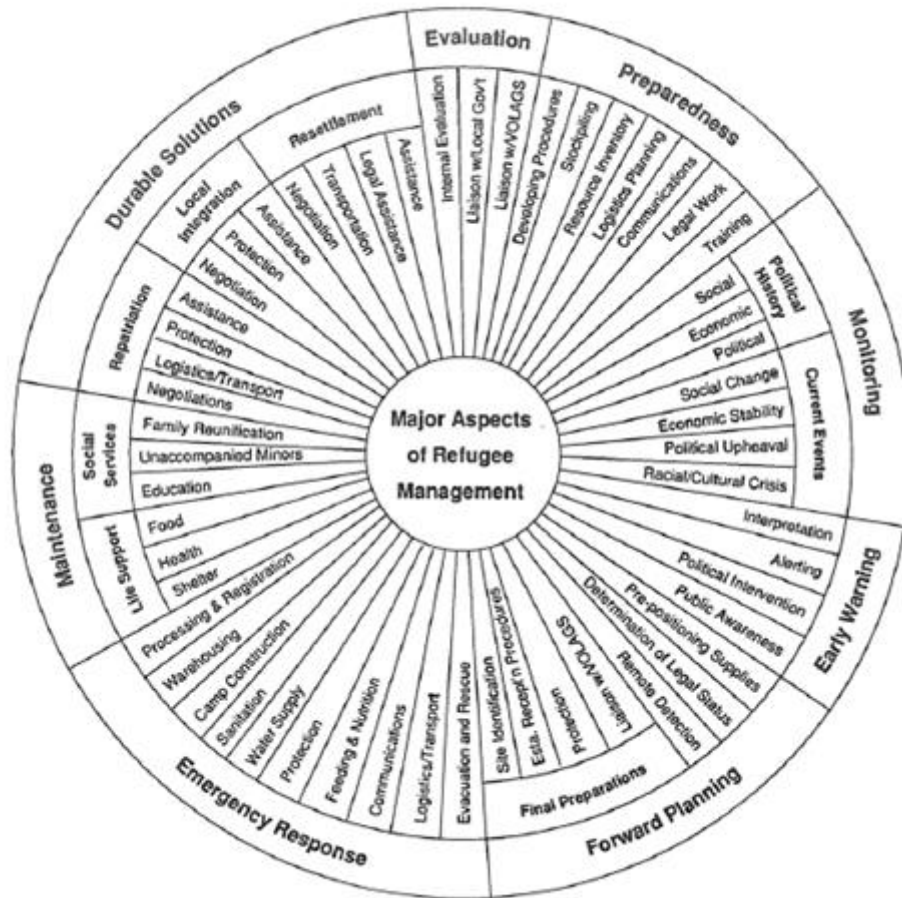 Major Aspects
of Refugee
Management
Evaluation
Internal Evaluation
Liaison w/Local Gov't
Liaison w/VOLAGS
Preparedness
Developing Procedures
Stockpiling
Resource Inventory
Logistics Planning
Communications
Legal Work
Training
Monitoring
Political
History
Social
Economic
Political
Current Events
Social Change
Economic Stability
Political Upheaval
Racial/Cultural Crisis
Early Warning
Interpretation
Alerting
Political Intervention
Public Awareness
Forward Planning
Pre-positioning Supplies
Determination of Legal Status
Remote Detection
Final Preparations
Liaison w/VOLAGS
Protection
Esta. Recept'n Procedures
Site Identification
Emergency Response
Evacuation and Rescue
Logistics/Transport
Communications
Feeding & Nutrition
Protection
Water Supply
Sanitation
Camp Construction
Warehousing
Processing & Registration
Maintenance
Life Support
Shelter
Health
Food
Social
Services
Education
Unaccompanied Minors
Family Reunification
Durable Solutions
Repatriation
Negotiations
Logistics/Transport
Protection
Assistance
Local
Integration
Negotiation
Protection
Assistance
Resettlement
Negotiation
Transportation
Legal Assistance
Assistance